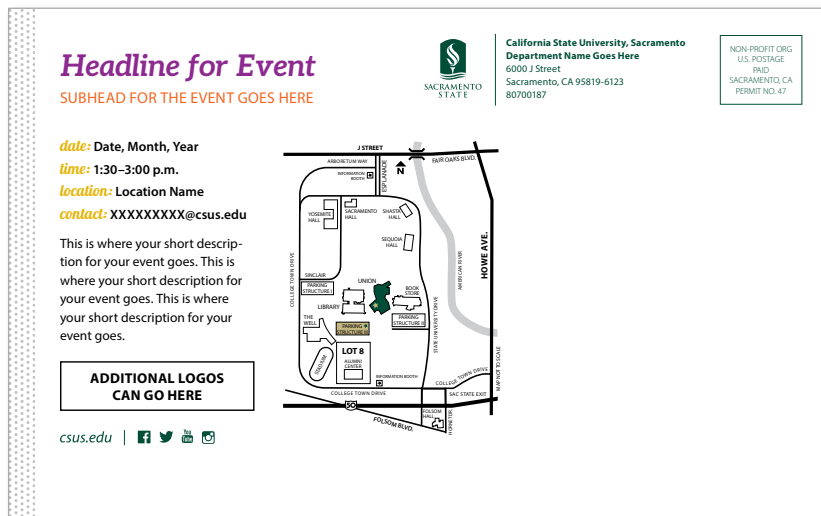 Headline for Event
SUBHEAD FOR THE EVENT GOES HERE
SACRAMENTO
STATE
California State University, Sacramento
Department Name Goes Here
6000 J Street
Sacramento, CA 95819-6123
80700187
NON-PROFIT ORG
U.S. POSTAGE
PAID
SACRAMENTO, CA
PERMIT NO. 47
date: Date, Month, Year
time: 1:30–3:00 p.m.
location: Location Name
contact: XXXXXXXXX@csus.edu
This is where your short descrip-
tion for your event goes. This is
where your short description for
your event goes. This is where
your short description for your
event goes.
ADDITIONAL LOGOS
CAN GO HERE
csus.edu
You
Tube
J STREET
ARBORETUM WAY
FAIR OAKS BLVD.
INFORMATION
BOOTH
ESPLANADE
N
YOSEMITE
HALL
SACRAMENTO
HALL
SHASTA
HALL
SEQUOIA
HALL
HOWE AVE.
AMERICAN RIVER
COLLEGE TOWN DRIVE
SINCLAIR
PARKING
STRUCTURE I
UNION
BOOK
STORE
LIBRARY
THE
WELL
PARKING
STRUCTURE III
PARKING
STRUCTURE II
STATE UNIVERSITY DRIVE
LOT 8
ALUMNI
CENTER
STADIUM
INFORMATION BOOTH
COLLEGE TOWN DRIVE
COLLEGE TOWN DRIVE
SAC STATE EXIT
MAP NOT TO SCALE
50
FOLSOM BLVD.
FOLSOM
HALL